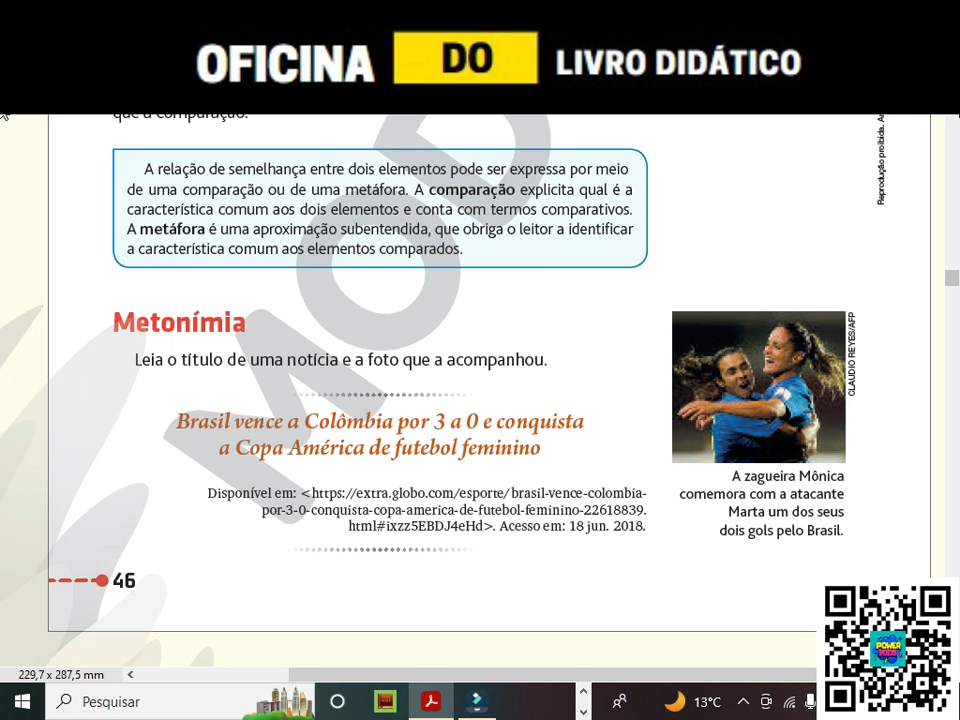 OFICINA DO LIVRO DIDÁTICO
que a comparação.
Reprodução proibida. Ar
A relação de semelhança entre dois elementos pode ser expressa por meio
de uma comparação ou de uma metáfora. A comparação explicita qual é a
característica comum aos dois elementos e conta com termos comparativos.
A metáfora é uma aproximação subentendida, que obriga o leitor a identificar
a característica comum aos elementos comparados.
MOD
Metonímia
Leia o título de uma notícia e a foto que a acompanhou.
Brasil vence a Colômbia por 3 a 0 e conquista
a Copa América de futebol feminino
Disponível em: <https://extra.globo.com/esporte/brasil-vence-colombia-
por-3-0-conquista-copa-america-de-futebol-feminino-22618839.
html#ixzz5EBDJ4eHd>. Acesso em: 18 jun. 2018.
CLAUDIO REYES/AFP
A zagueira Mônica
comemora com a atacante
Marta um dos seus
dois gols pelo Brasil.
46
POWER
229,7 x 287,5 mm
Pesquisar
13°C